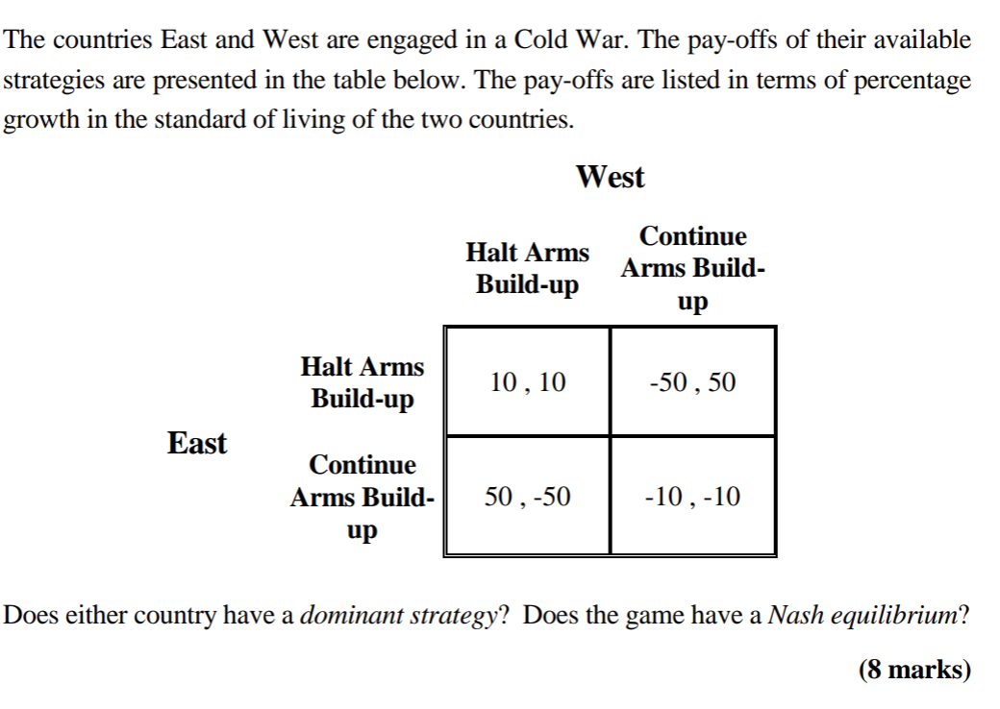 The countries East and West are engaged in a Cold War. The pay-offs of their available
strategies are presented in the table below. The pay-offs are listed in terms of percentage
growth in the standard of living of the two countries.
West
Halt Arms
Build-up
Continue
Arms Build-
up
Halt Arms
Build-up
10 , 10
-50 , 50
East
Continue
Arms Build-
up
50 , -50
-10 , -10
Does either country have a dominant strategy? Does the game have a Nash equilibrium?
(8 marks)